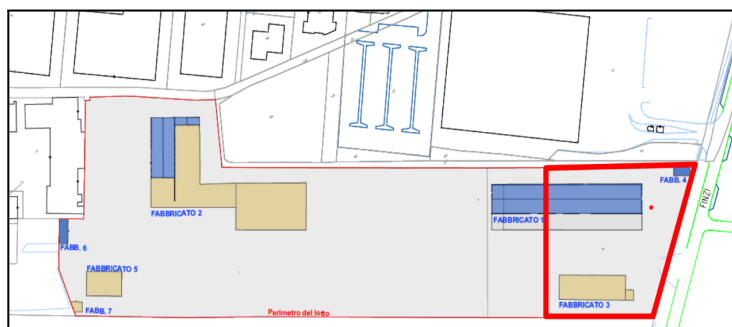 FABB. 4
FINZI
FABBRICATO 2
FABBRICATO 1
FABB. 6
FABBRICATO 5
FABBRICATO 3
FABB. 7
Perimetro del lotto